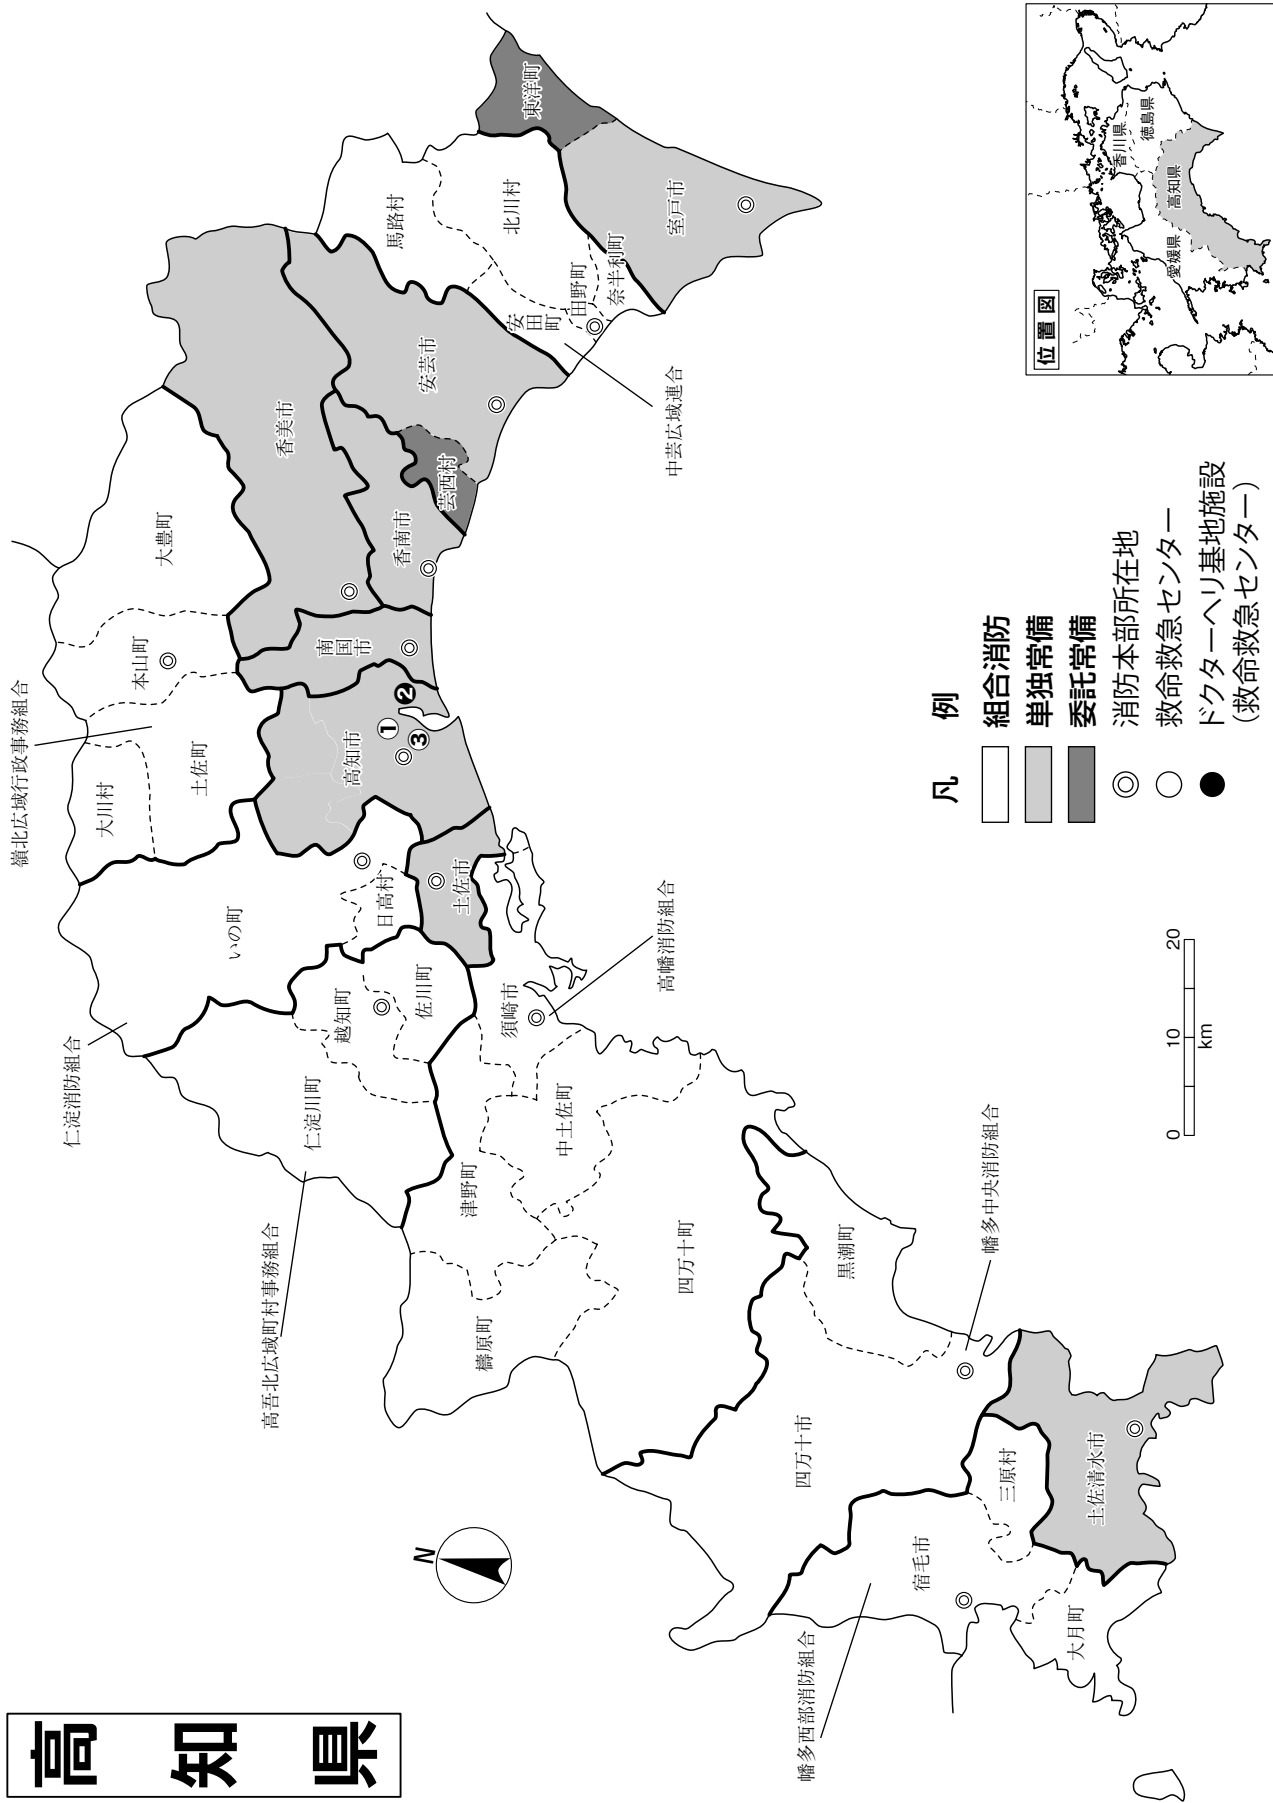 高知県
N
嶺北広域行政事務組合
仁淀消防組合
高吾北広域町村事務組合
幡多西部消防組合
幡多中央消防組合
高幡消防組合
中芸広域連合
大豊町
本山町
土佐町
大川村
いの町
日高村
仁淀川町
越知町
佐川町
高知市
①
❷
③
南国市
香美市
香南市
芸西村
安芸市
馬路村
北川村
安田町
田野町
奈半利町
室戸市
東洋町
土佐市
須崎市
津野町
中土佐町
檮原町
四万十町
黒潮町
四万十市
三原村
宿毛市
大月町
土佐清水市
0 10 20
km
凡例
組合消防
単独常備
委託常備
消防本部所在地
救命救急センター
ドクターヘリ基地施設
(救命救急センター)
位置図
香川県
徳島県
高知県
愛媛県